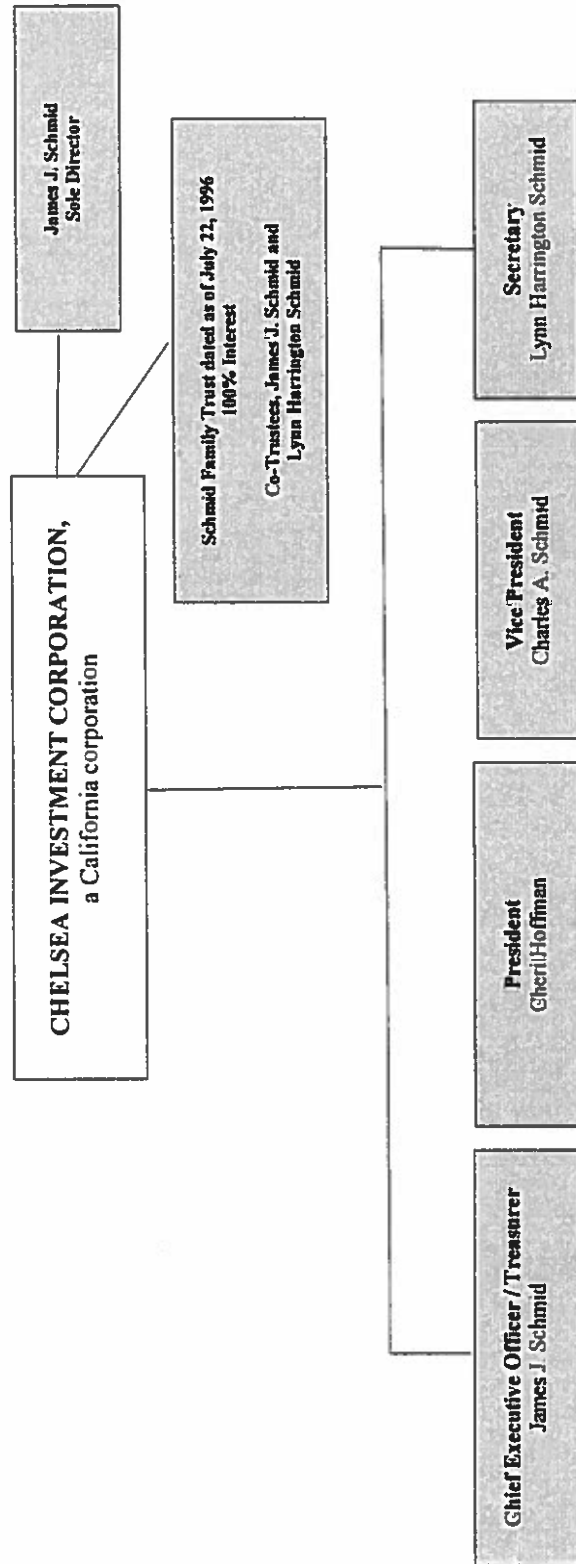 CHELSEA INVESTMENT CORPORATION,
a California corporation
James J. Schmid
Sole Director
Schmid Family Trust dated as of July 22, 1996
100% Interest
Co-Trustees, James J. Schmid and
Lynn Harrington Schmid
Chief Executive Officer / Treasurer
James J. Schmid
President
Cheri Hoffman
Vice President
Charles A. Schmid
Secretary
Lynn Harrington Schmid